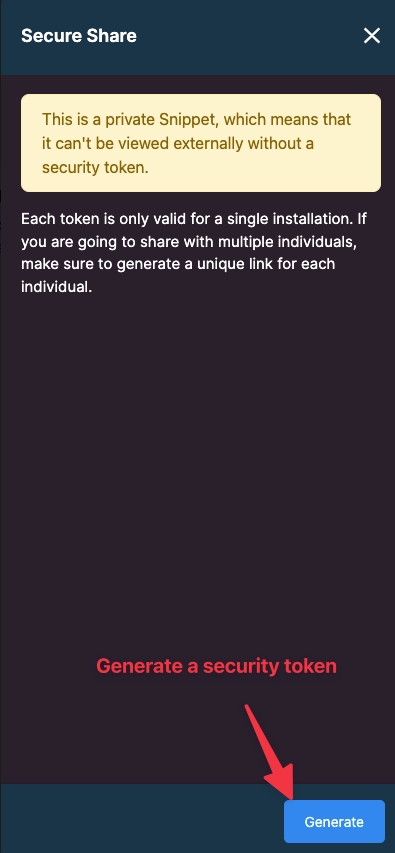 Secure Share
This is a private Snippet, which means that
it can't be viewed externally without a
security token.
Each token is only valid for a single installation. If
you are going to share with multiple individuals,
make sure to generate a unique link for each
individual.
Generate a security token
Generate